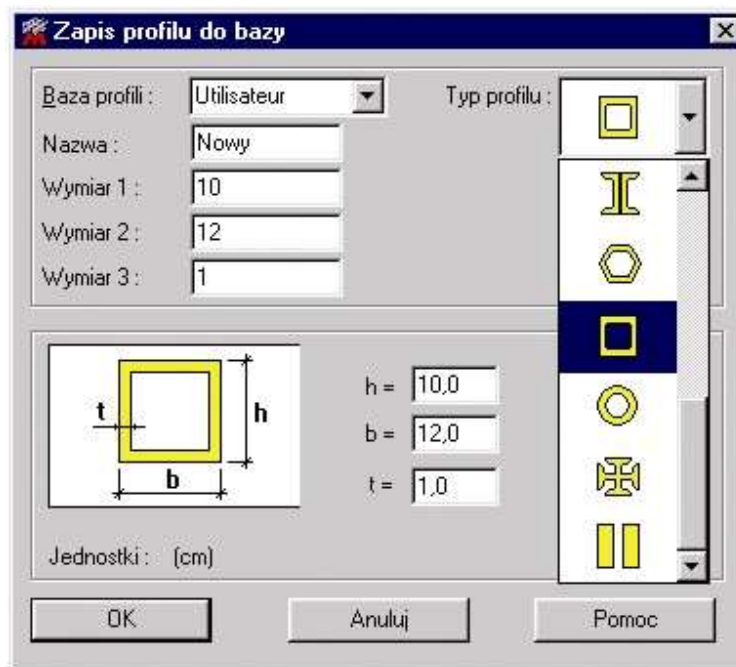 Zapis profilu do bazy
Baza profili : Utilisateur Typ profilu :
Nazwa : Nowy
Wymiar 1 : 10
Wymiar 2 : 12
Wymiar 3 : 1
t h b
h = 10,0
b = 12,0
t = 1,0
Jednostki : (cm)
OK Anuluj Pomoc